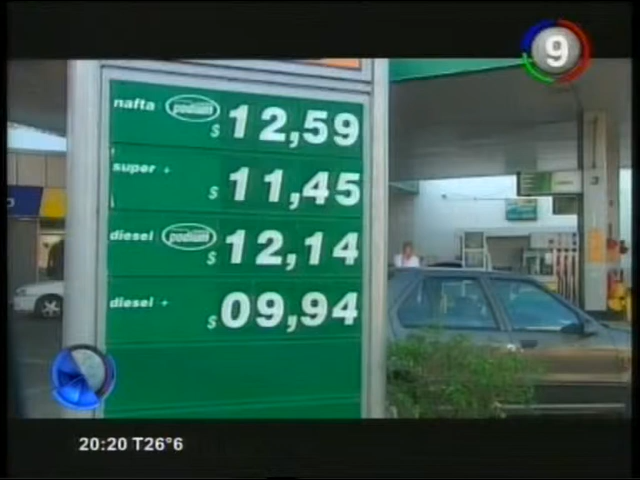 9
nafta podium $ 12,59
super + $ 11,45
diesel podium $ 12,14
diesel + $ 09,94
20:20 T26°6